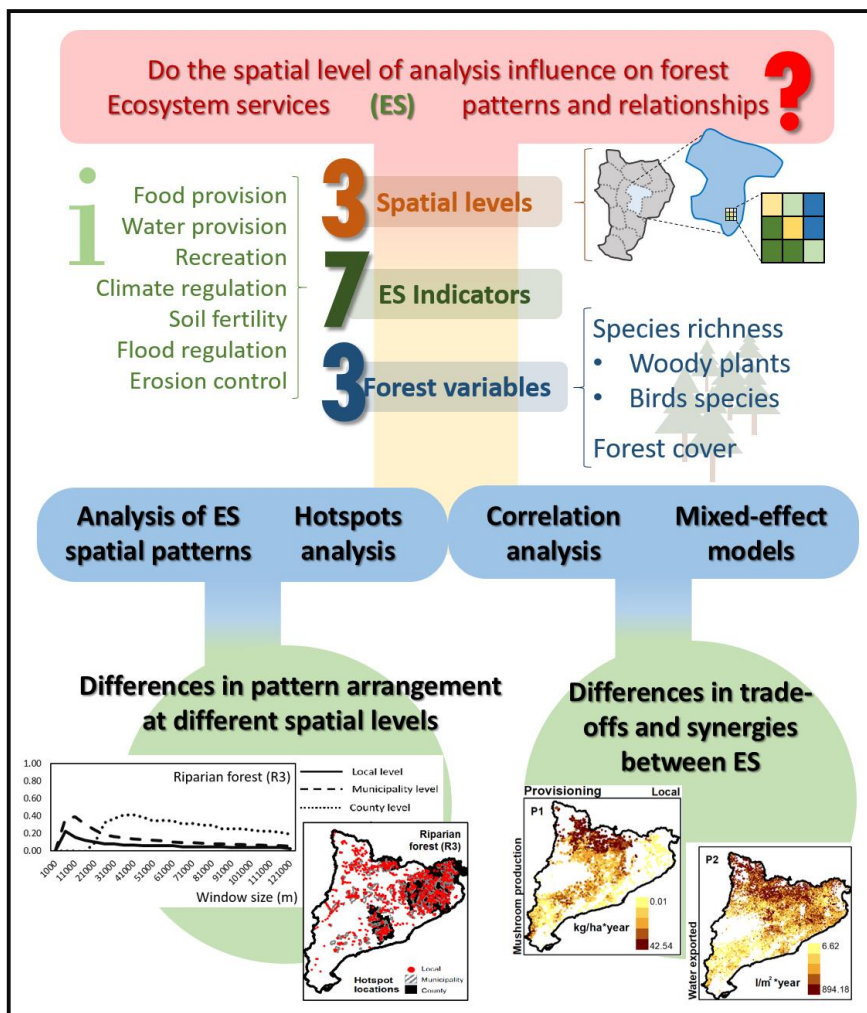 Do the spatial level of analysis influence on forest
Ecosystem services (ES) patterns and relationships
?
i
Food provision
Water provision
Recreation
Climate regulation
Soil fertility
Flood regulation
Erosion control
3 Spatial levels
7 ES Indicators
3 Forest variables
Species richness
• Woody plants
• Birds species
Forest cover
Analysis of ES
spatial patterns
Hotspots
analysis
Correlation
analysis
Mixed-effect
models
Differences in pattern arrangement
at different spatial levels
1.00
0.80
0.60
0.40
0.20
0.00
Riparian forest (R3)
Local level
Municipality level
County level
1000
11000
21000
31000
41000
51000
61000
71000
81000
91000
101000
111000
121000
Window size (m)
Riparian
forest (R3)
Hotspot
locations
Local
Municipality
County
Differences in trade-
offs and synergies
between ES
Provisioning Local
P1
Mushroom production
0.01
kg/ha*year
42.54
P2
Water exported
6.62
l/m² *year
894.18